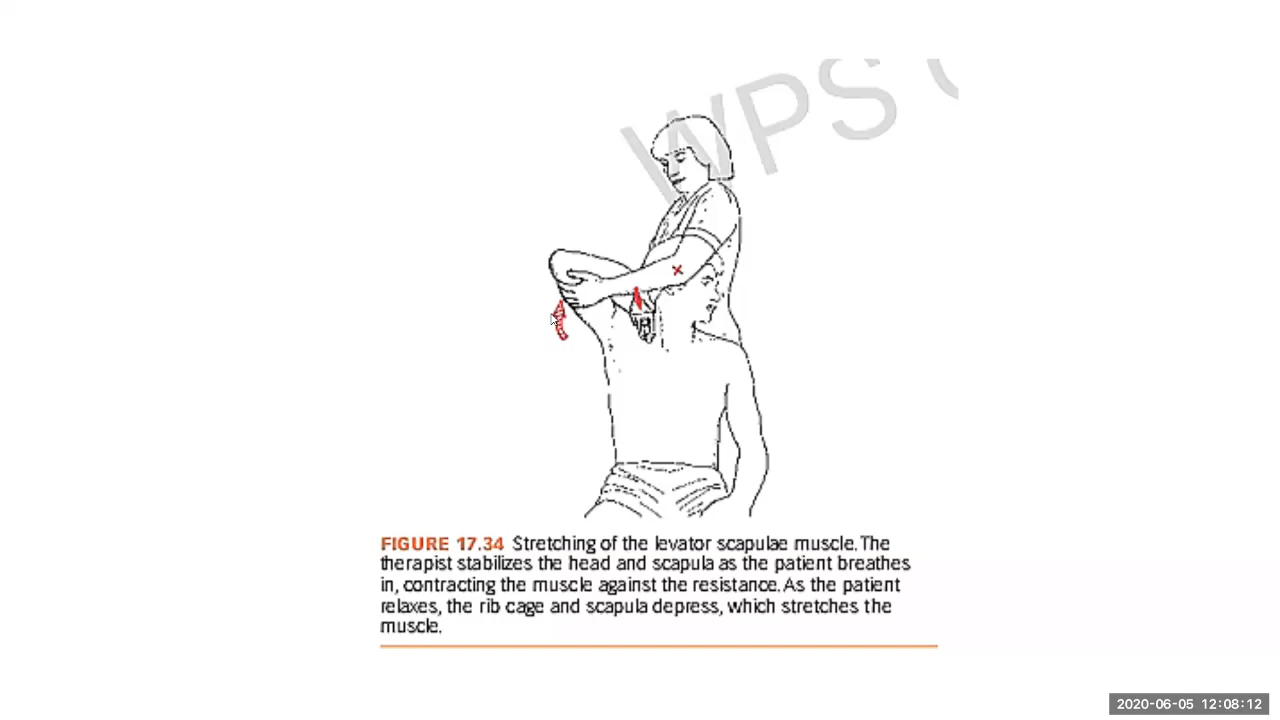 WPS
FIGURE 17.34 Stretching of the levator scapulae muscle. The
therapist stabilizes the head and scapula as the patient breathes
in, contracting the muscle against the resistance. As the patient
relaxes, the rib cage and scapula depress, which stretches the
muscle.
2020-06-05 12:08:12